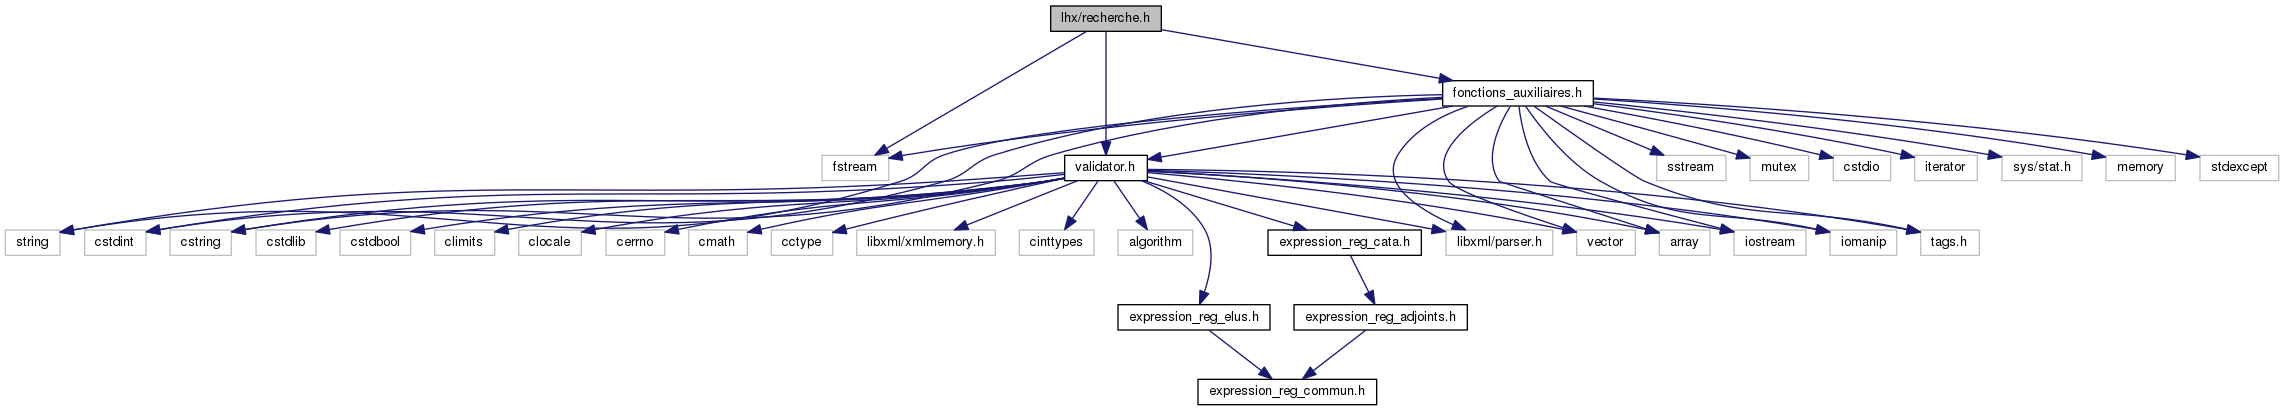 lhx/recherche.h
fonctions_auxiliaires.h
fstream
validator.h
sstream
mutex
cstdio
iterator
sys/stat.h
memory
stdexcept
string
cstdint
cstring
cstdlib
cstdbool
climits
clocale
cerrno
cmath
cctype
libxml/xmlmemory.h
cinttypes
algorithm
expression_reg_cata.h
libxml/parser.h
vector
array
iostream
iomanip
tags.h
expression_reg_elus.h
expression_reg_adjoints.h
expression_reg_commun.h